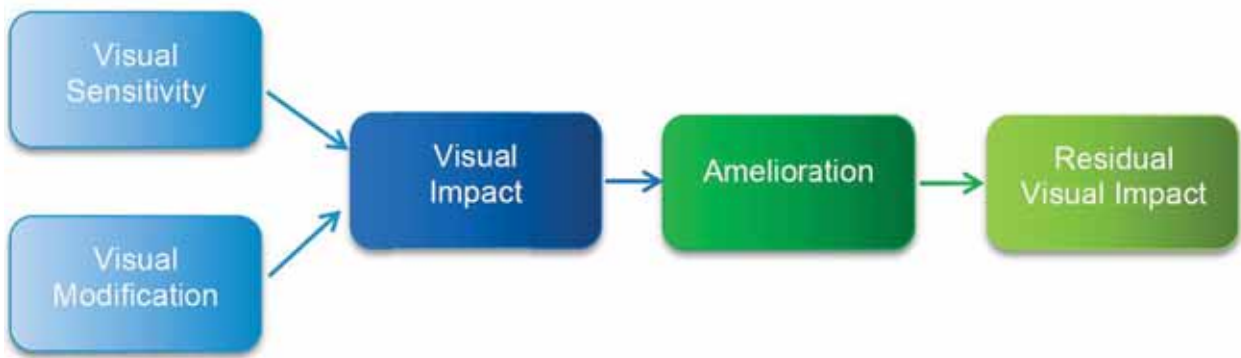 Visual
Sensitivity
Visual
Modification
Visual
Impact
Amelioration
Residual
Visual Impact